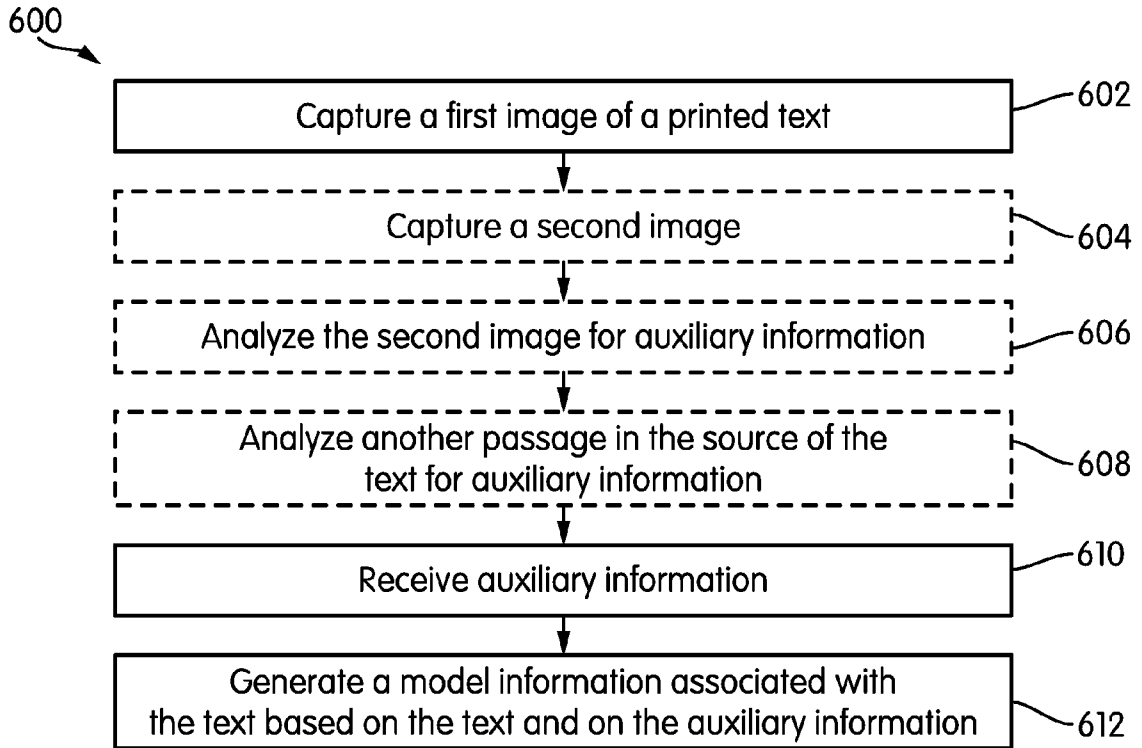 600
Capture a first image of a printed text
602
Capture a second image
604
Analyze the second image for auxiliary information
606
Analyze another passage in the source of the
text for auxiliary information
608
Receive auxiliary information
610
Generate a model information associated with
the text based on the text and on the auxiliary information
612